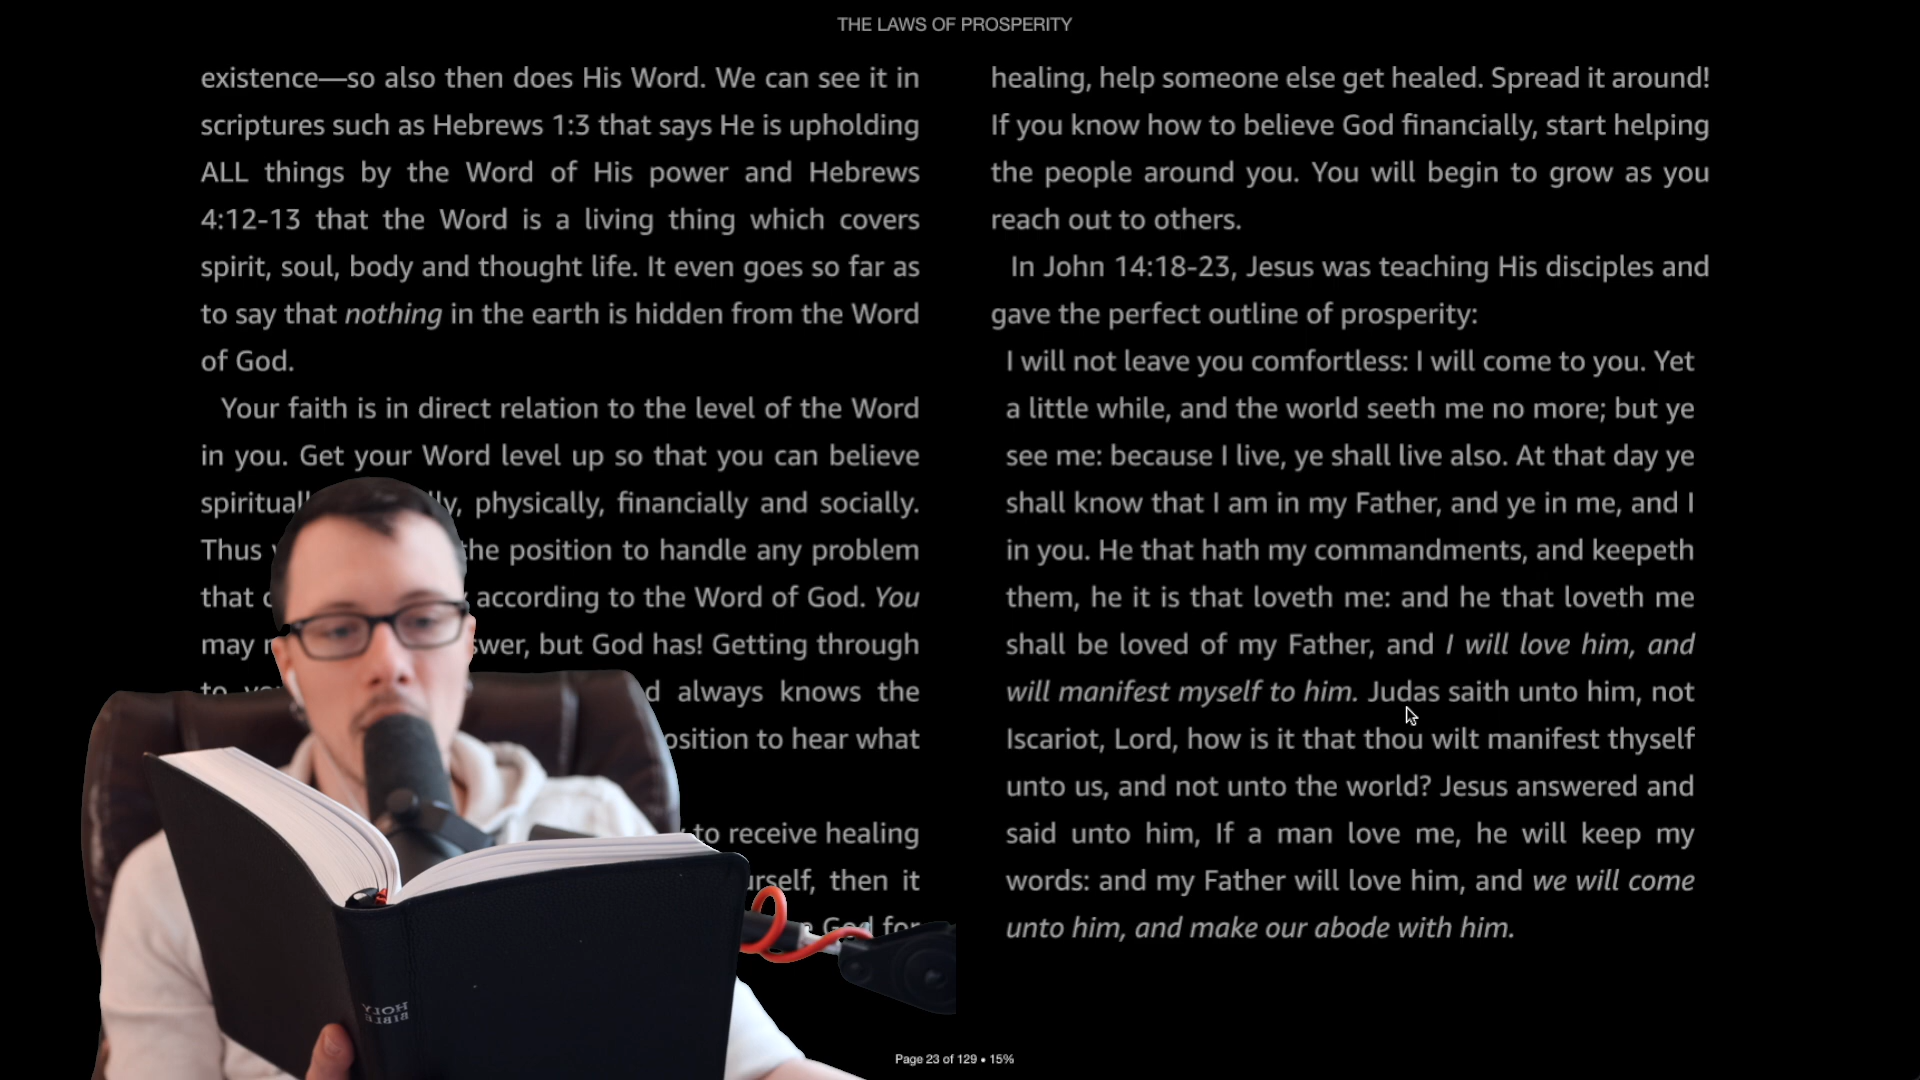 THE LAWS OF PROSPERITY
existence—so also then does His Word. We can see it in
scriptures such as Hebrews 1:3 that says He is upholding
ALL things by the Word of His power and Hebrews
4:12-13 that the Word is a living thing which covers
spirit, soul, body and thought life. It even goes so far as
to say that nothing in the earth is hidden from the Word
of God.
Your faith is in direct relation to the level of the Word
in you. Get your Word level up so that you can believe
physically, financially and socially.
Thus the position to handle any problem
that according to the Word of God. You
may but God has! Getting through
to always knows the
to hear what
to receive healing
then it
God for
healing, help someone else get healed. Spread it around!
If you know how to believe God financially, start helping
the people around you. You will begin to grow as you
reach out to others.
In John 14:18-23, Jesus was teaching His disciples and
gave the perfect outline of prosperity:
I will not leave you comfortless: I will come to you. Yet
a little while, and the world seeth me no more; but ye
see me: because I live, ye shall live also. At that day ye
shall know that I am in my Father, and ye in me, and I
in you. He that hath my commandments, and keepeth
them, he it is that loveth me: and he that loveth me
shall be loved of my Father, and I will love him, and
will manifest myself to him. Judas saith unto him, not
Iscariot, Lord, how is it that thou wilt manifest thyself
unto us, and not unto the world? Jesus answered and
said unto him, If a man love me, he will keep my
words: and my Father will love him, and we will come
unto him, and make our abode with him.
HOLY
BIBLE
Page 23 of 129 • 15%